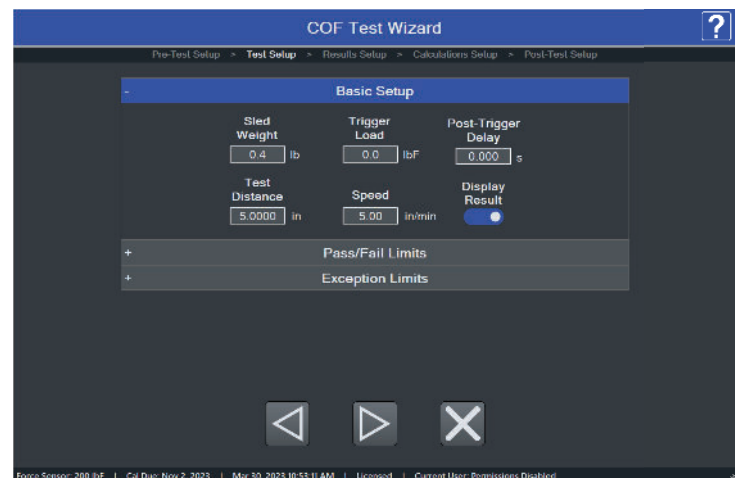 COF Test Wizard
?
Pre-Test Setup > Test Setup > Results Setup > Calculations Setup > Post-Test Setup
- Basic Setup
Sled Weight
0.4 lb
Trigger Load
0.0 lbF
Post-Trigger Delay
0.000 s
Test Distance
5.0000 in
Speed
5.00 in/min
Display Result
+ Pass/Fail Limits
+ Exception Limits
Force Sensor: 200 lbF | Cal Due: Nov 2, 2023 | Mar 30, 2023 10:53:11 AM | Licensed | Current User: Permissions Disabled